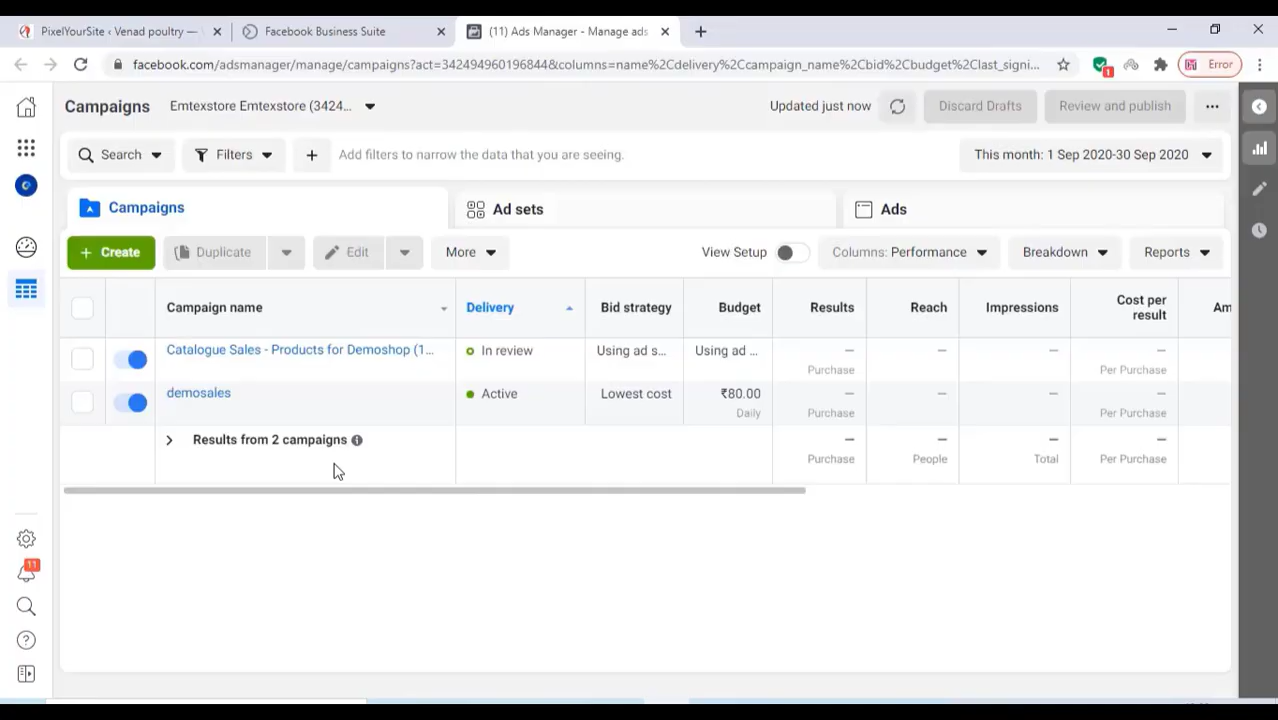 PixelYourSite ‹ Venad poultry —
Facebook Business Suite
(11) Ads Manager - Manage ads
facebook.com/adsmanager/manage/campaigns?act=342494960196844&columns=name%2Cdelivery%2Ccampaign_name%2Cbid%2Cbudget%2Clast_signi...
1
Error
Campaigns
Emtexstore Emtexstore (3424...
Updated just now
Discard Drafts
Review and publish
Search
Filters
Add filters to narrow the data that you are seeing.
This month: 1 Sep 2020-30 Sep 2020
Campaigns
Ad sets
Ads
+ Create
Duplicate
Edit
More
View Setup
Columns: Performance
Breakdown
Reports
Campaign name
Delivery
Bid strategy
Budget
Results
Reach
Impressions
Cost per
result
Am
Catalogue Sales - Products for Demoshop (1...
In review
Using ad s...
Using ad ...
—
—
—
—
Purchase
Per Purchase
demosales
Active
Lowest cost
₹80.00
—
—
—
—
Daily
Purchase
Per Purchase
Results from 2 campaigns
—
—
—
—
Purchase
People
Total
Per Purchase
11